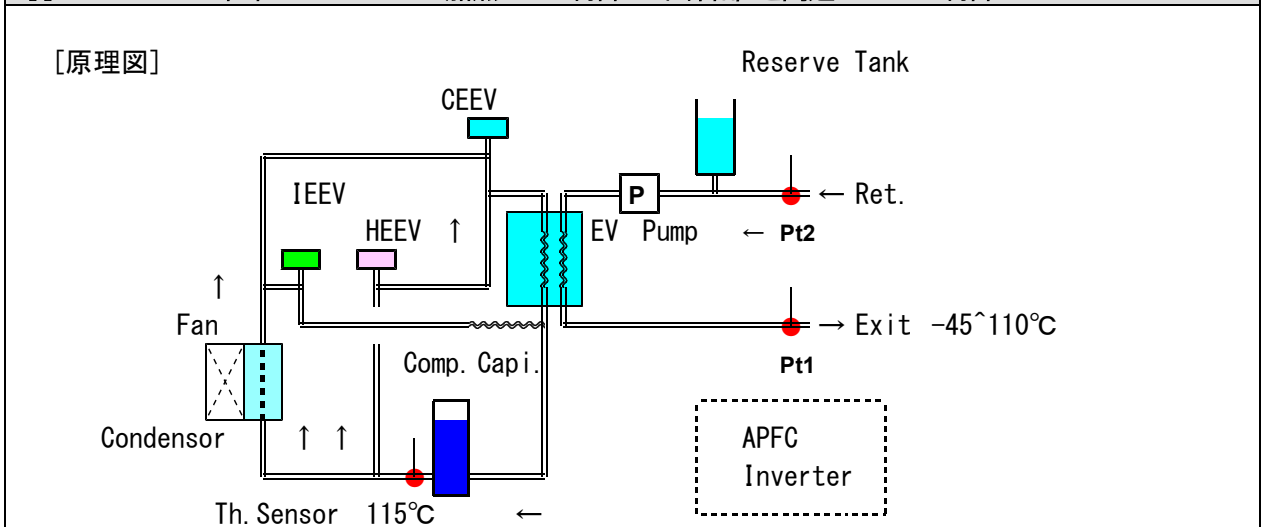 [原理図]
Reserve Tank
CEEV
IEEV
P
← Ret.
HEEV ↑
EV Pump ← Pt2
↑
Fan
→ Exit -45^110℃
Comp. Capi.
Pt1
Condensor ↑ ↑
APFC
Inverter
Th. Sensor 115℃ ←